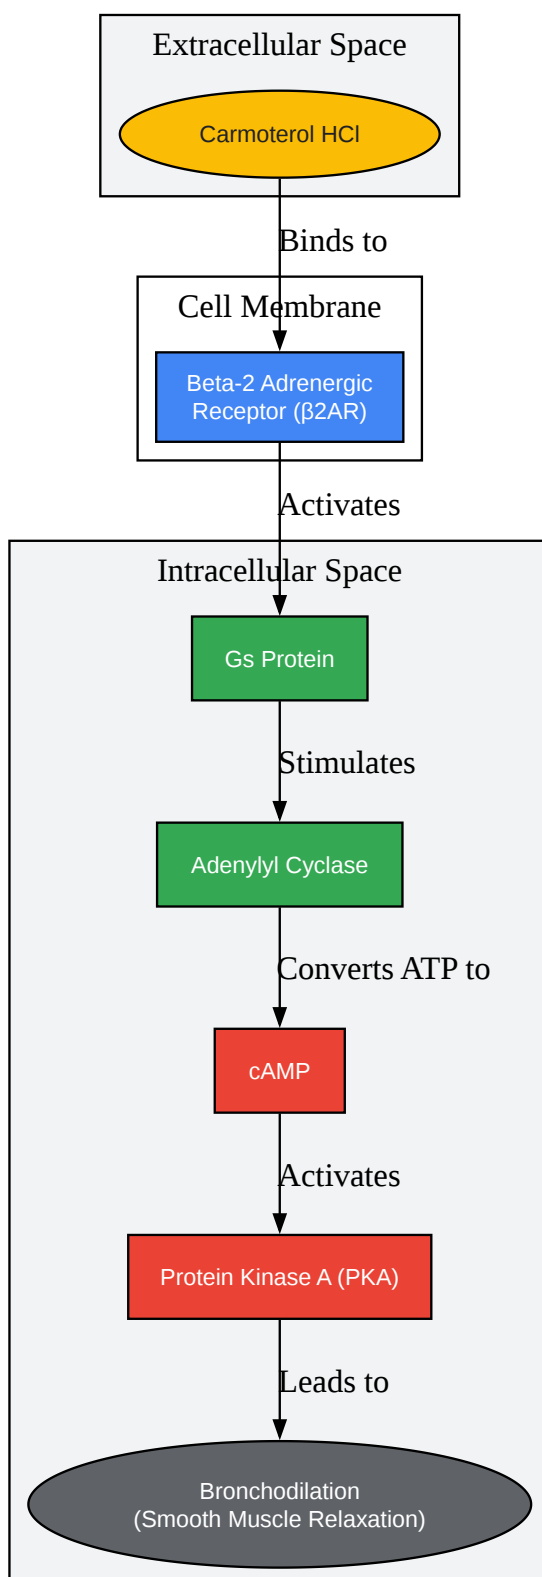 Extracellular Space
Carmoterol HCl
Binds to
Cell Membrane
Beta-2 Adrenergic
Receptor (β2AR)
Activates
Intracellular Space
Gs Protein
Stimulates
Adenylyl Cyclase
Converts ATP to
cAMP
Activates
Protein Kinase A (PKA)
Leads to
Bronchodilation
(Smooth Muscle Relaxation)